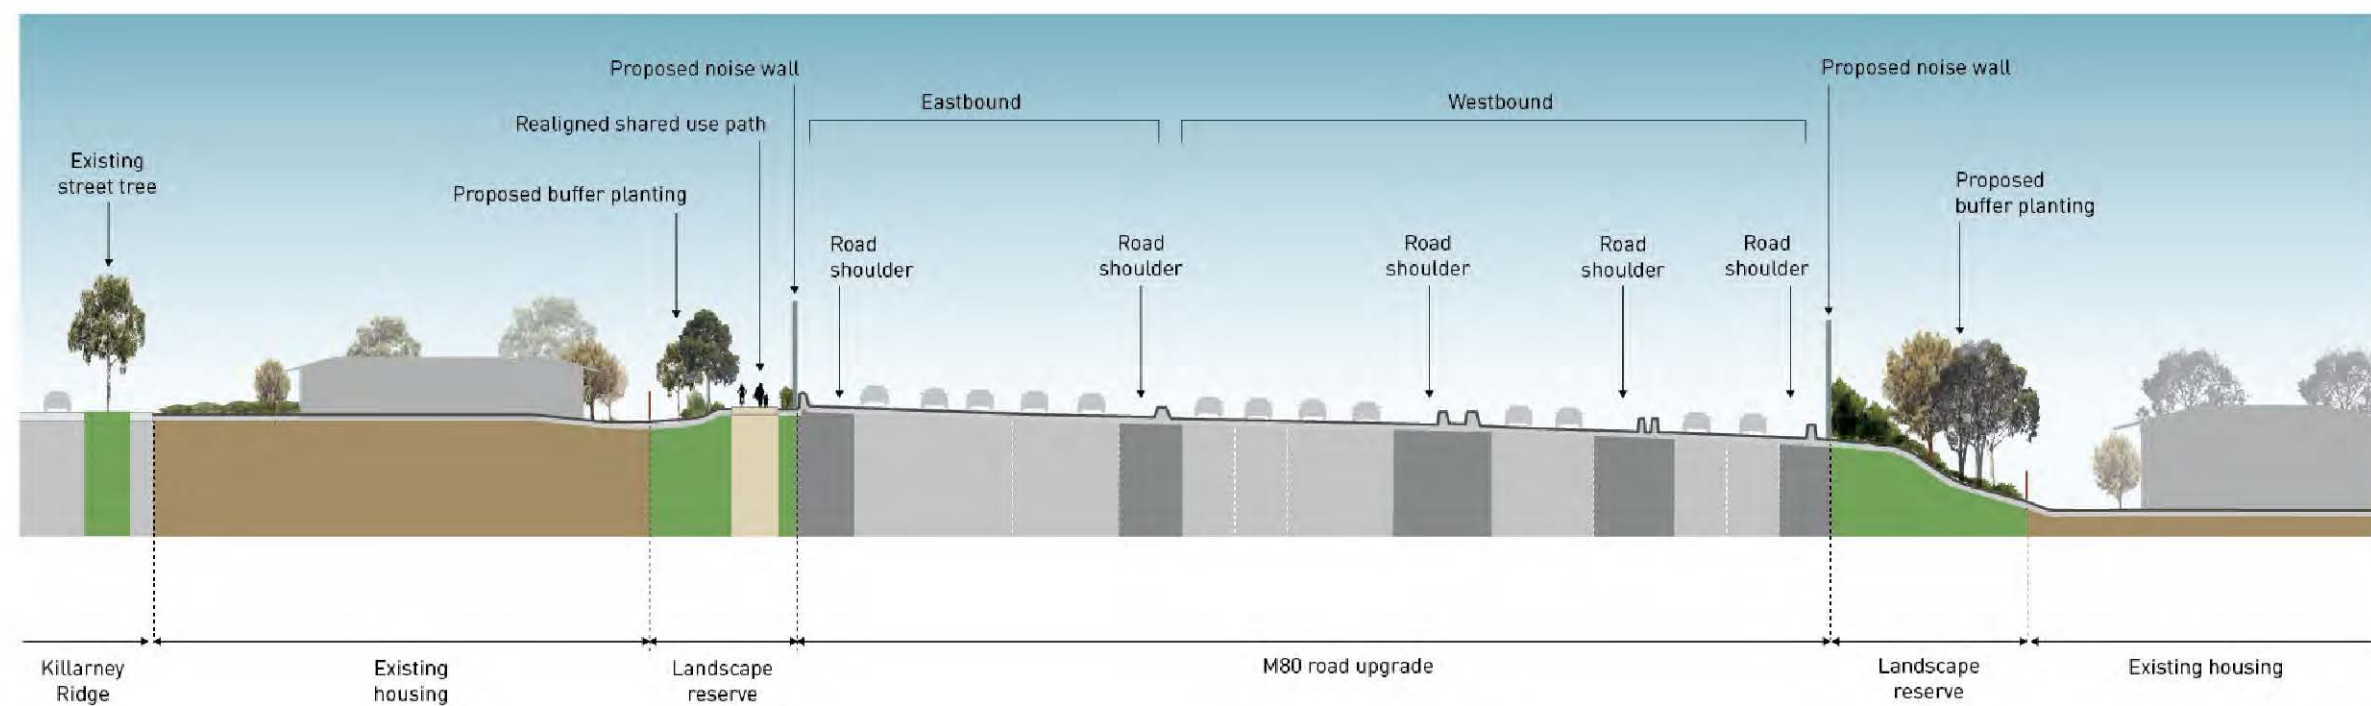 Proposed noise wall
Proposed noise wall
Eastbound
Westbound
Realigned shared use path
Existing
street tree
Proposed buffer planting
Proposed
buffer planting
Road
shoulder
Road
shoulder
Road
shoulder
Road
shoulder
Road
shoulder
Killarney
Ridge
Existing
housing
Landscape
reserve
M80 road upgrade
Landscape
reserve
Existing housing